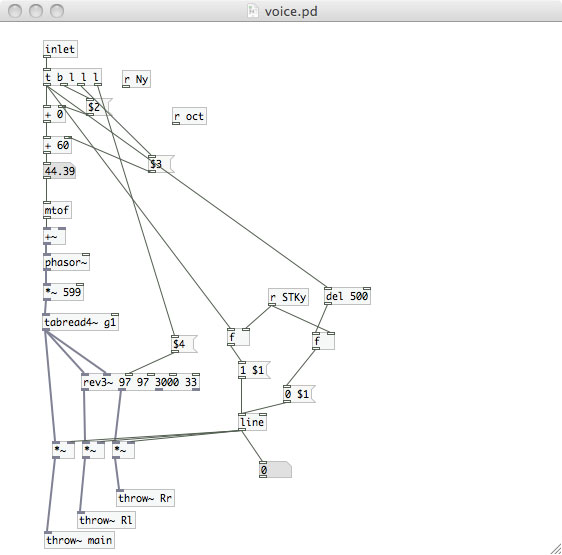 voice.pd
inlet
t b l l l
r Ny
$2
+ 0
r oct
+ 60
$3
44.39
mtof
+~
phasor~
*~ 599
r STKy
del 500
tabread4~ g1
f
f
$4
1 $1
rev3~ 97 97 3000 33
0 $1
line
*~
*~
*~
0
throw~ Rr
throw~ Rl
throw~ main